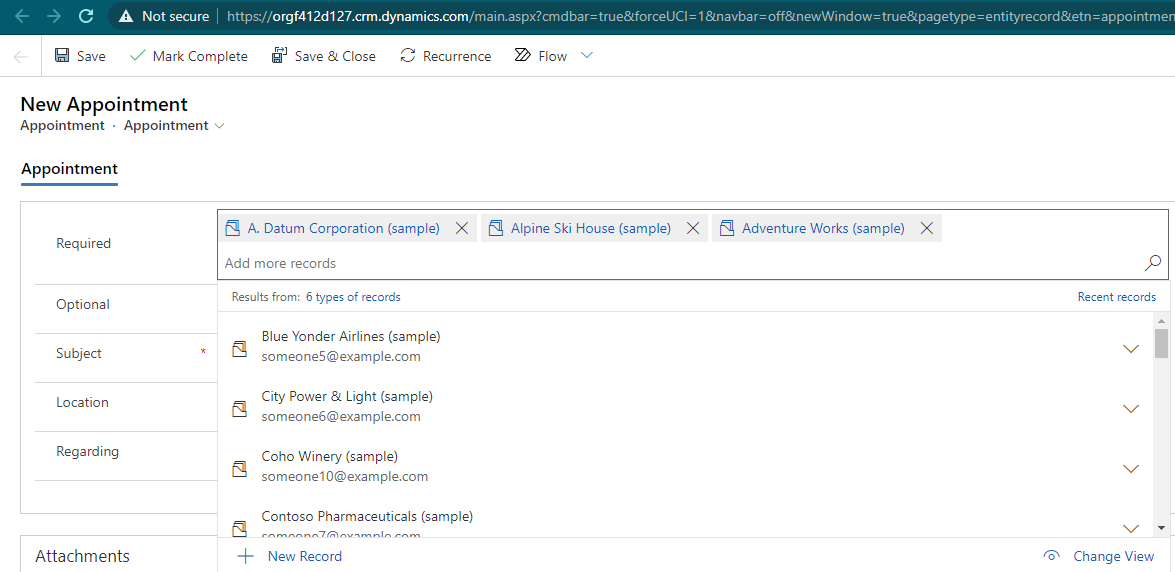 Not secure https://orgf412d127.crm.dynamics.com/main.aspx?cmdbar=true&forceUCI=1&navbar=off&newWindow=true&pagetype=entityrecord&etn=appointmen
Save Mark Complete Save & Close Recurrence Flow
New Appointment
Appointment · Appointment
Appointment
Required
A. Datum Corporation (sample) Alpine Ski House (sample) Adventure Works (sample)
Add more records
Results from: 6 types of records Recent records
Optional
Subject *
Location
Regarding
Blue Yonder Airlines (sample)
someone5@example.com
City Power & Light (sample)
someone6@example.com
Coho Winery (sample)
someone10@example.com
Contoso Pharmaceuticals (sample)
someone7@example.com
Attachments
New Record Change View